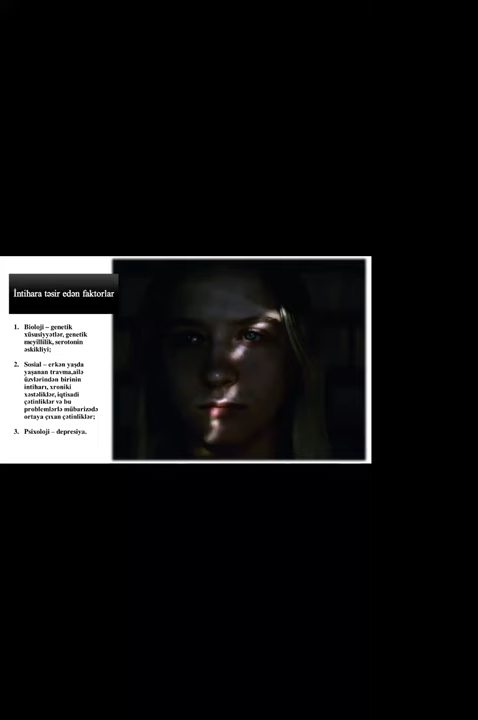 İntihara təsir edən faktorlar
1. Bioloji – genetik
xüsusiyyətlər, genetik
meyillilik, serotonin
əskikliyi;
2. Sosial – erkən yaşda
yaşanan travma,ailə
üzvlərindən birinin
intiharı, xroniki
xəstəliklər, iqtisadi
çətinliklər və bu
problemlərlə mübarizədə
ortaya çıxan çətinliklər;
3. Psixoloji – depresiya.